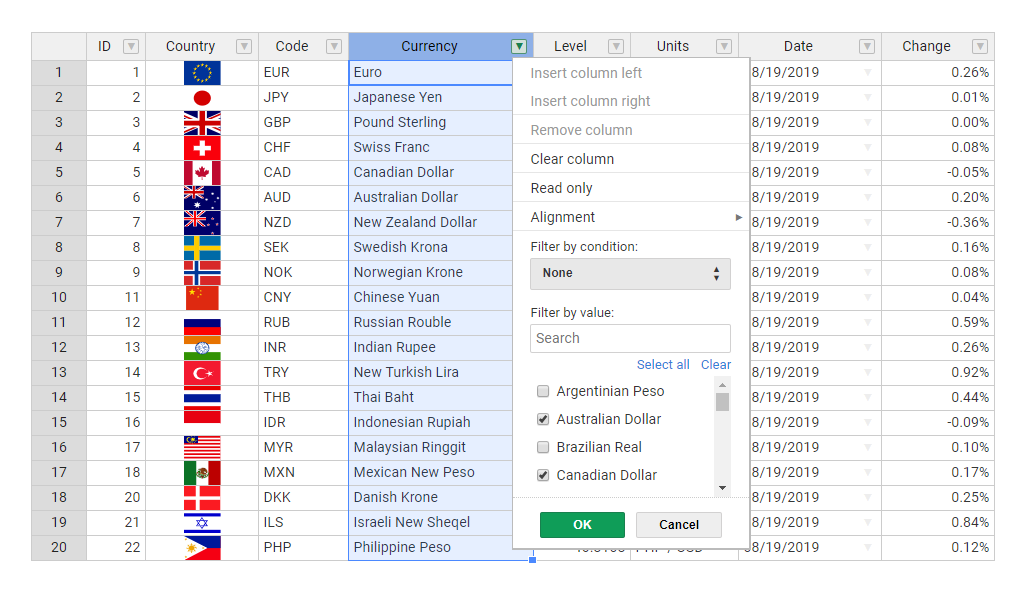 ID Country Code Currency Level Units Date Change
1 1 EUR Euro 8/19/2019 0.26%
2 2 JPY Japanese Yen 8/19/2019 0.01%
3 3 GBP Pound Sterling 8/19/2019 0.00%
4 4 CHF Swiss Franc 8/19/2019 0.08%
5 5 CAD Canadian Dollar 8/19/2019 -0.05%
6 6 AUD Australian Dollar 8/19/2019 0.20%
7 7 NZD New Zealand Dollar 8/19/2019 -0.36%
8 8 SEK Swedish Krona 8/19/2019 0.16%
9 9 NOK Norwegian Krone 8/19/2019 0.08%
10 11 CNY Chinese Yuan 8/19/2019 0.04%
11 12 RUB Russian Rouble 8/19/2019 0.59%
12 13 INR Indian Rupee 8/19/2019 0.26%
13 14 TRY New Turkish Lira 8/19/2019 0.92%
14 15 THB Thai Baht 8/19/2019 0.44%
15 16 IDR Indonesian Rupiah 8/19/2019 -0.09%
16 17 MYR Malaysian Ringgit 8/19/2019 0.10%
17 18 MXN Mexican New Peso 8/19/2019 0.17%
18 20 DKK Danish Krone 8/19/2019 0.25%
19 21 ILS Israeli New Sheqel 8/19/2019 0.84%
20 22 PHP Philippine Peso 8/19/2019 0.12%
Insert column left
Insert column right
Remove column
Clear column
Read only
Alignment
Filter by condition:
None
Filter by value:
Search
Select all Clear
Argentinian Peso
Australian Dollar
Brazilian Real
Canadian Dollar
OK Cancel